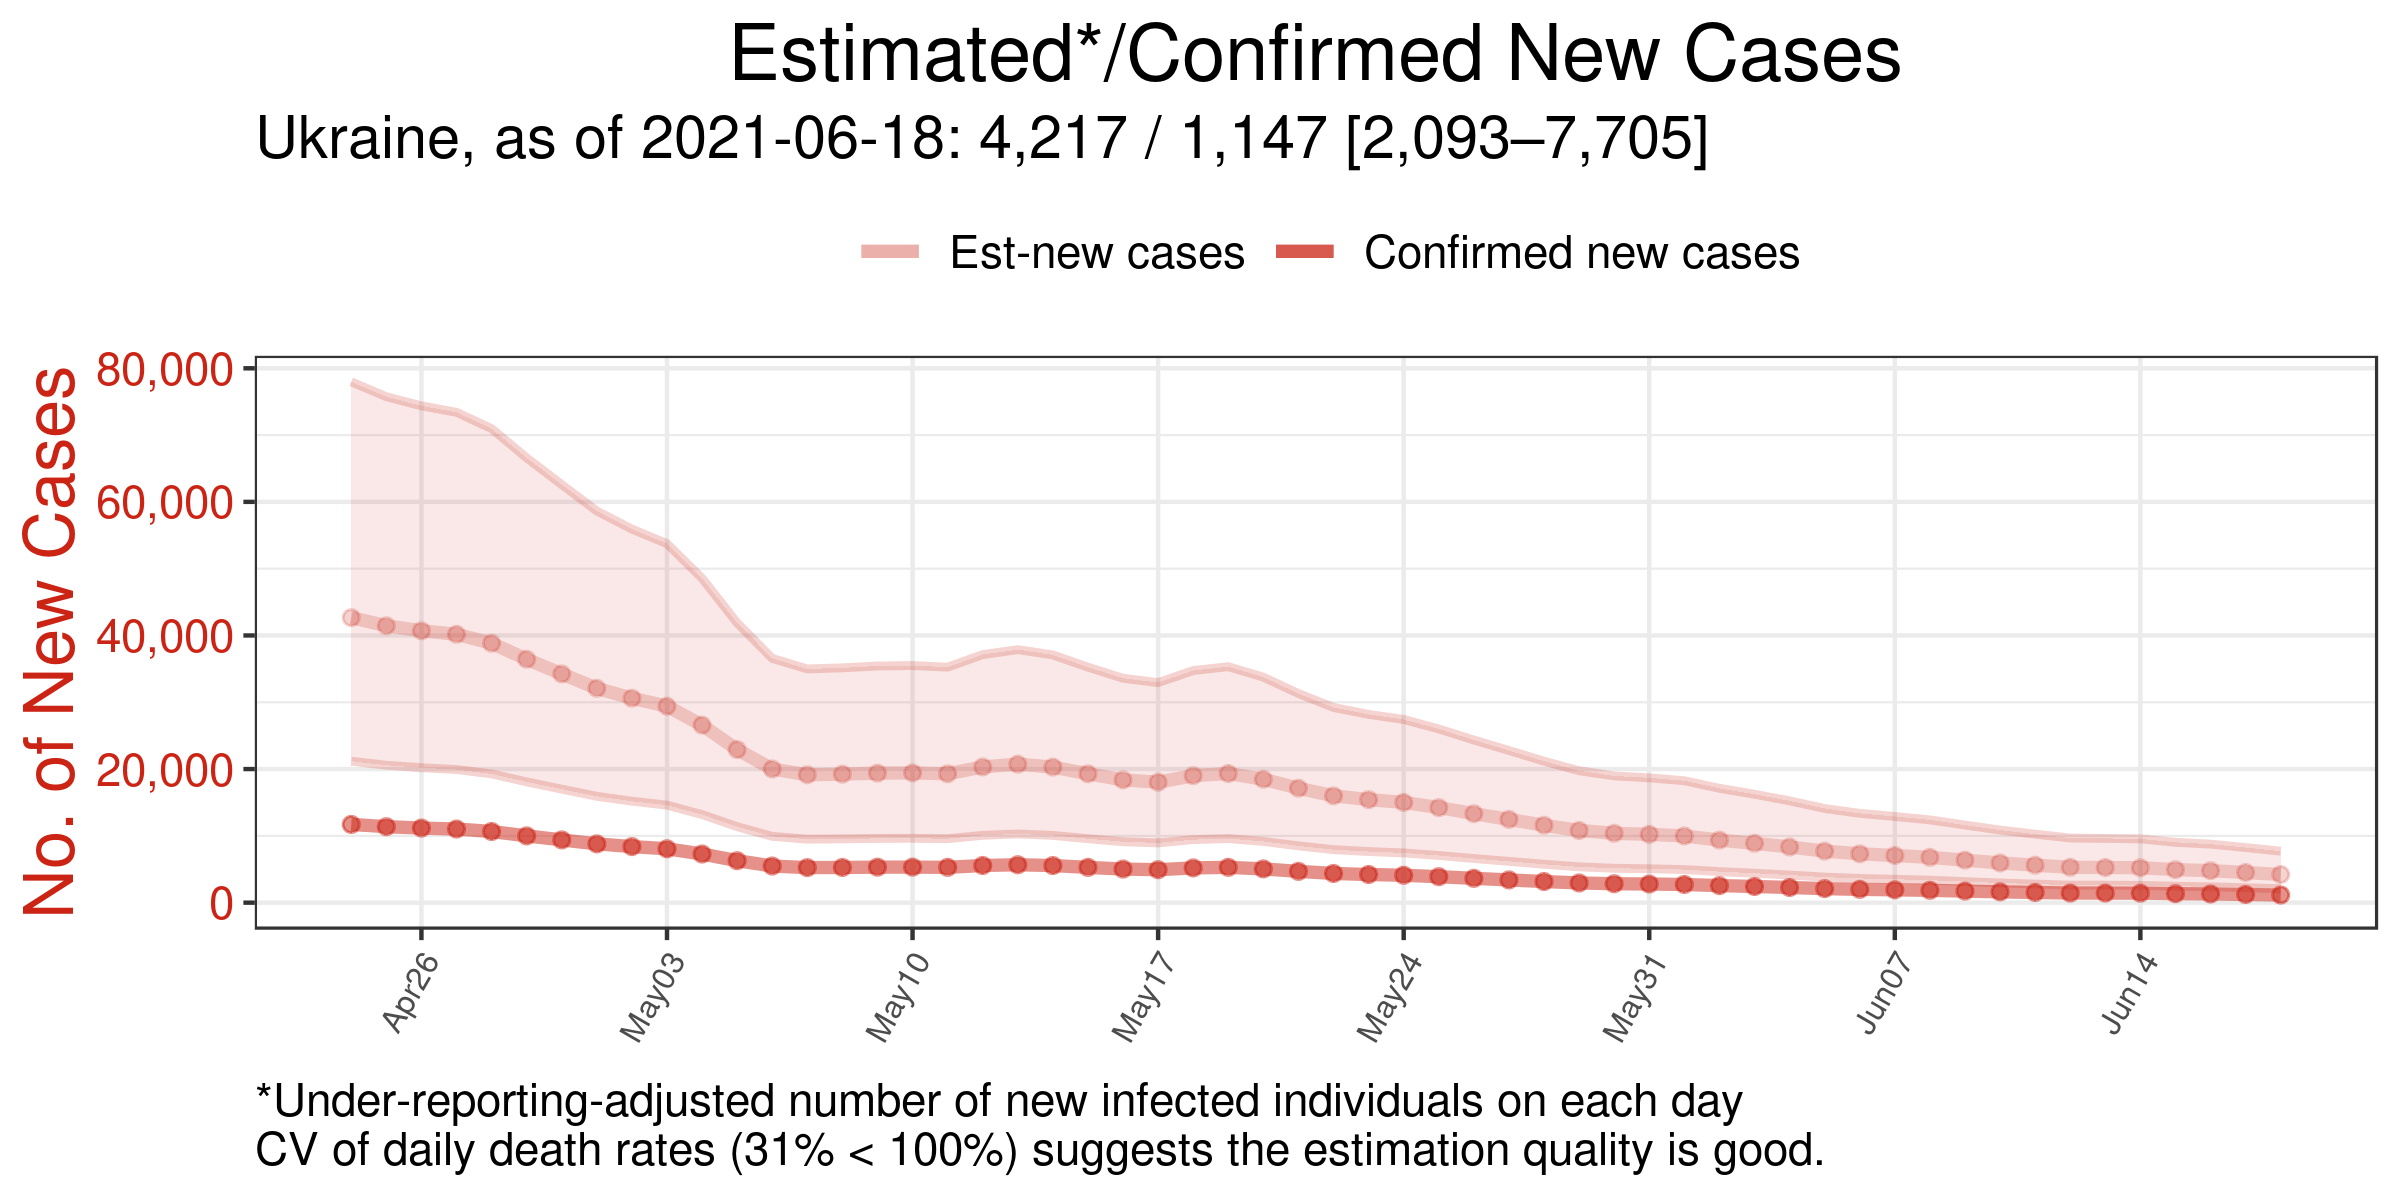 Estimated*/Confirmed New Cases
Ukraine, as of 2021-06-18: 4,217 / 1,147 [2,093–7,705]
Est-new cases
Confirmed new cases
No. of New Cases
80,000
60,000
40,000
20,000
0
Apr26
May03
May10
May17
May24
May31
Jun07
Jun14
*Under-reporting-adjusted number of new infected individuals on each day
CV of daily death rates (31% < 100%) suggests the estimation quality is good.